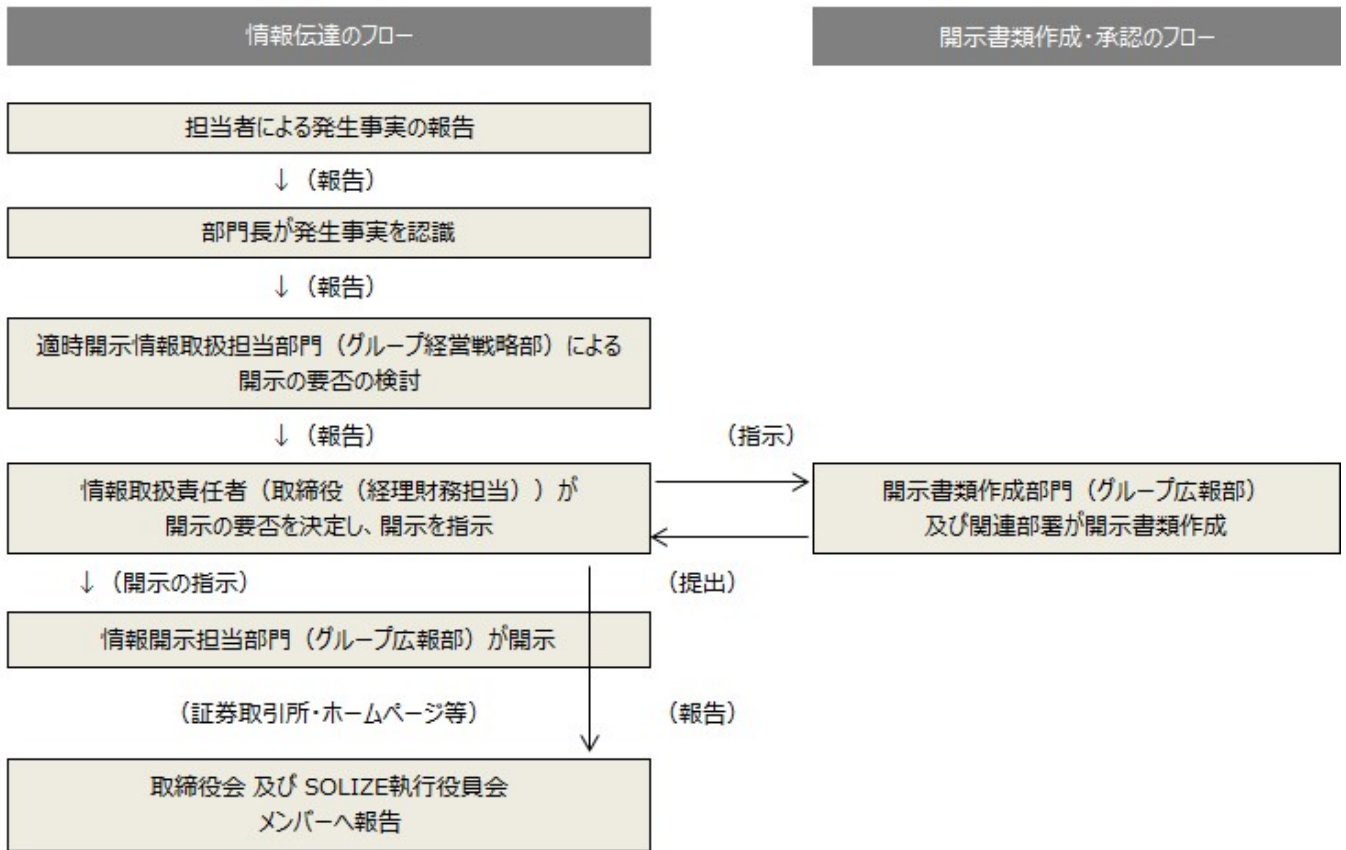 情報伝達のフロー
開示書類作成・承認のフロー
担当者による発生事実の報告
↓（報告）
部門長が発生事実を認識
↓（報告）
適時開示情報取扱担当部門（グループ経営戦略部）による
開示の要否の検討
↓（報告）
（指示）
情報取扱責任者（取締役（経理財務担当））が
開示の要否を決定し、開示を指示
開示書類作成部門（グループ広報部）
及び関連部署が開示書類作成
↓（開示の指示）
（提出）
情報開示担当部門（グループ広報部）が開示
（証券取引所・ホームページ等）
（報告）
取締役会 及び SOLIZE執行役員会
メンバーへ報告